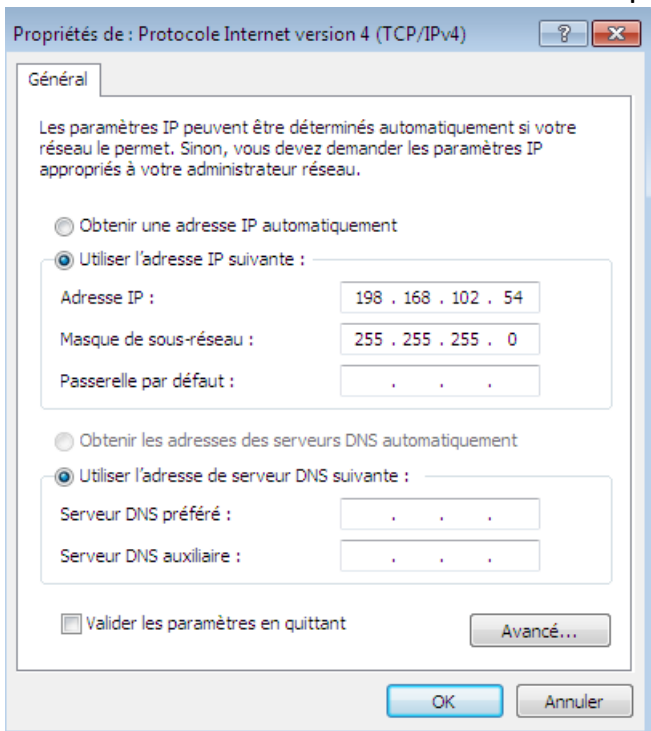 Propriétés de : Protocole Internet version 4 (TCP/IPv4)
Général
Les paramètres IP peuvent être déterminés automatiquement si votre
réseau le permet. Sinon, vous devez demander les paramètres IP
appropriés à votre administrateur réseau.
Obtenir une adresse IP automatiquement
Utiliser l'adresse IP suivante :
Adresse IP : 198 . 168 . 102 . 54
Masque de sous-réseau : 255 . 255 . 255 . 0
Passerelle par défaut : . . .
Obtenir les adresses des serveurs DNS automatiquement
Utiliser l'adresse de serveur DNS suivante :
Serveur DNS préféré : . . .
Serveur DNS auxiliaire : . . .
Valider les paramètres en quittant
Avancé...
OK Annuler